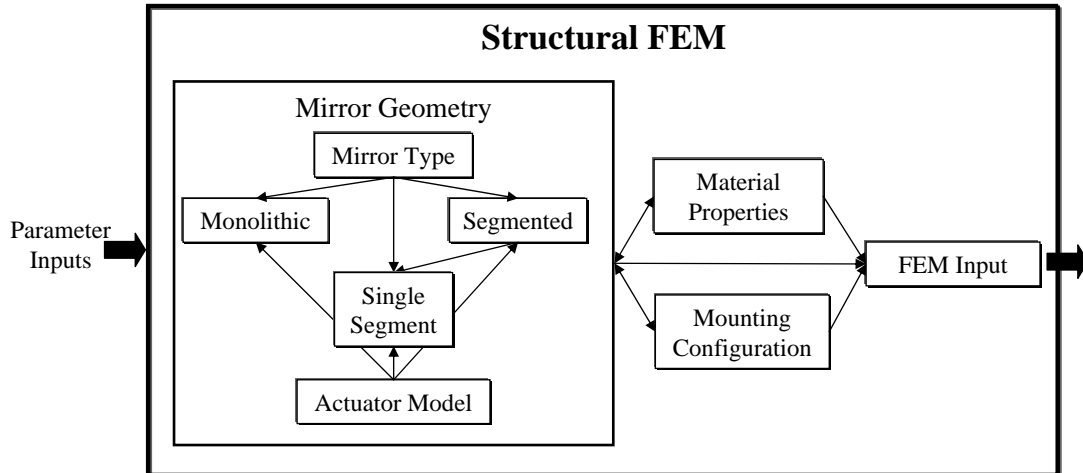 Structural FEM
Mirror Geometry
Mirror Type
Monolithic
Segmented
Single
Segment
Actuator Model
Parameter
Inputs
Material
Properties
Mounting
Configuration
FEM Input